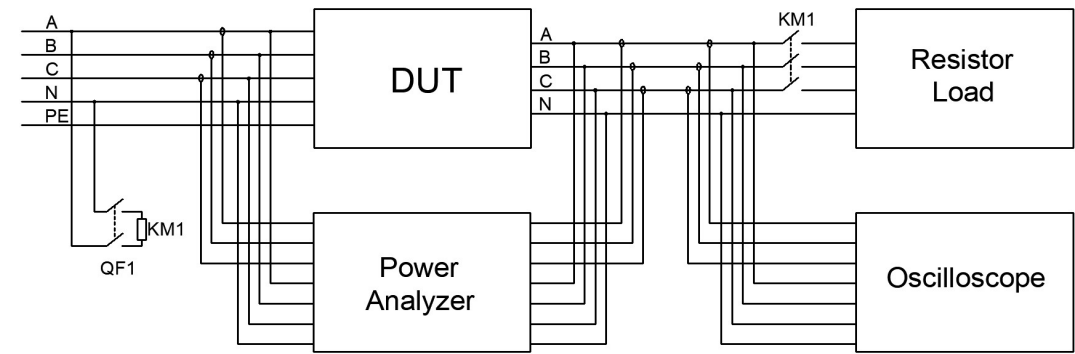 A
B
C
N
PE
DUT
A
B
C
N
KM1
Resistor
Load
KM1
QF1
Power
Analyzer
Oscilloscope